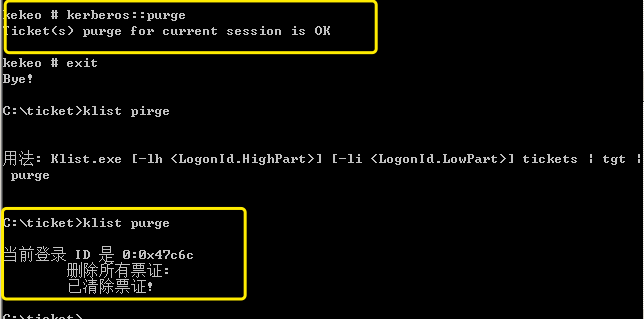 kekeo # kerberos::purge
Ticket(s) purge for current session is OK
kekeo # exit
Bye!
C:\ticket>klist pirge
用法: Klist.exe [-lh <LogonId.HighPart>] [-li <LogonId.LowPart>] tickets | tgt |
purge
C:\ticket>klist purge
当前登录 ID 是 0:0x47c6c
删除所有票证:
已清除票证!
C:\ticket>